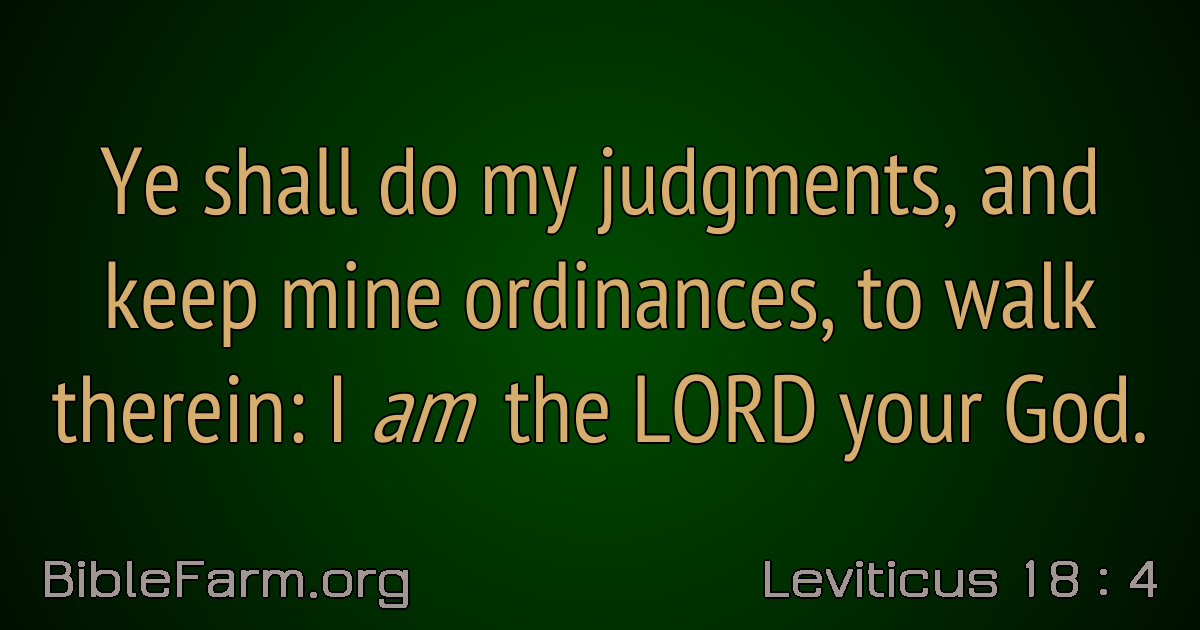 Ye shall do my judgments, and
keep mine ordinances, to walk
therein: I am the LORD your God.
BibleFarm.org
Leviticus 18 : 4